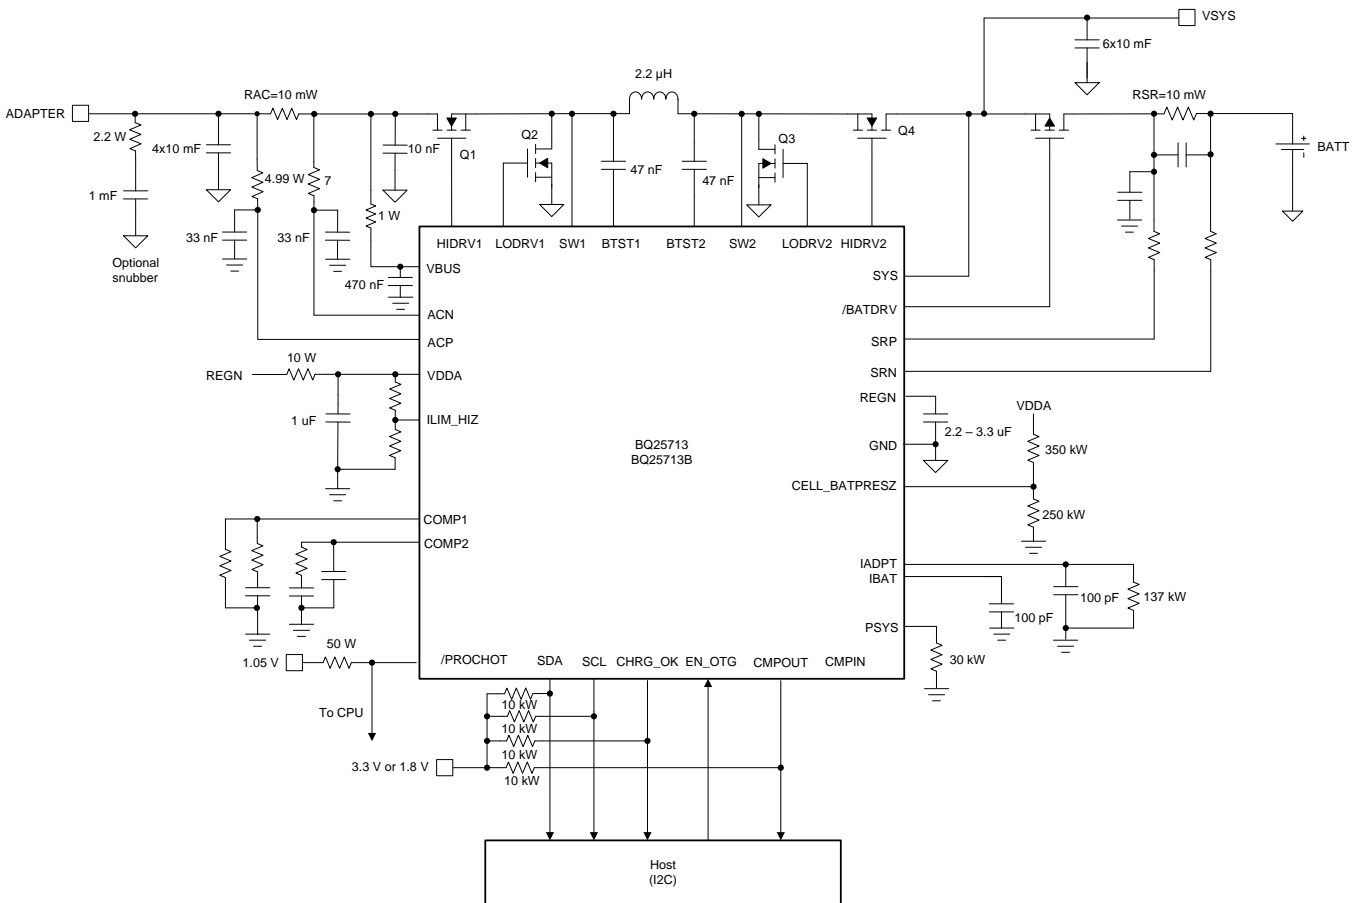 VSYS
6x10 mF
2.2 µH
RAC=10 mW
RSR=10 mW
ADAPTER
2.2 W
4x10 mF
10 nF
Q1
Q2
Q3
Q4
BATT
+
-
47 nF
47 nF
4.99 W
7
1 mF
1 W
33 nF
33 nF
Optional
snubber
470 nF
HIDRV1
LODRV1
SW1
BTST1
BTST2
SW2
LODRV2
HIDRV2
VBUS
SYS
/BATDRV
ACN
ACP
SRP
SRN
REGN
10 W
VDDA
REGN
VDDA
1 uF
ILIM_HIZ
2.2 – 3.3 uF
GND
350 kW
BQ25713
BQ25713B
CELL_BATPRESZ
250 kW
COMP1
COMP2
IADPT
IBAT
100 pF
100 pF
137 kW
PSYS
30 kW
50 W
1.05 V
/PROCHOT
SDA
SCL
CHRG_OK
EN_OTG
CMPOUT
CMPIN
To CPU
10 kW
10 kW
10 kW
10 kW
3.3 V or 1.8 V
Host
(I2C)